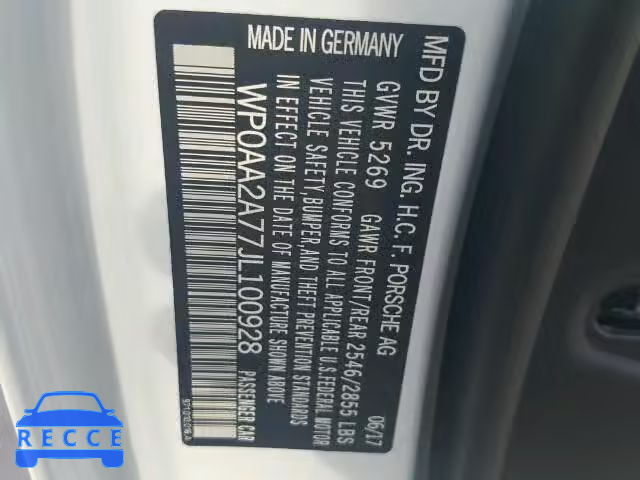 MFD BY DR. ING. H.C. F. PORSCHE AG
GVWR 5269 GAWR FRONT/REAR 2546/2855 LBS 06/17
THIS VEHICLE CONFORMS TO ALL APPLICABLE U.S. FEDERAL MOTOR
VEHICLE SAFETY, BUMPER, AND THEFT PREVENTION STANDARDS
IN EFFECT ON THE DATE OF MANUFACTURE SHOWN ABOVE
WP0AA2A77JL100928 PASSENGER CAR
MADE IN GERMANY
RECCE